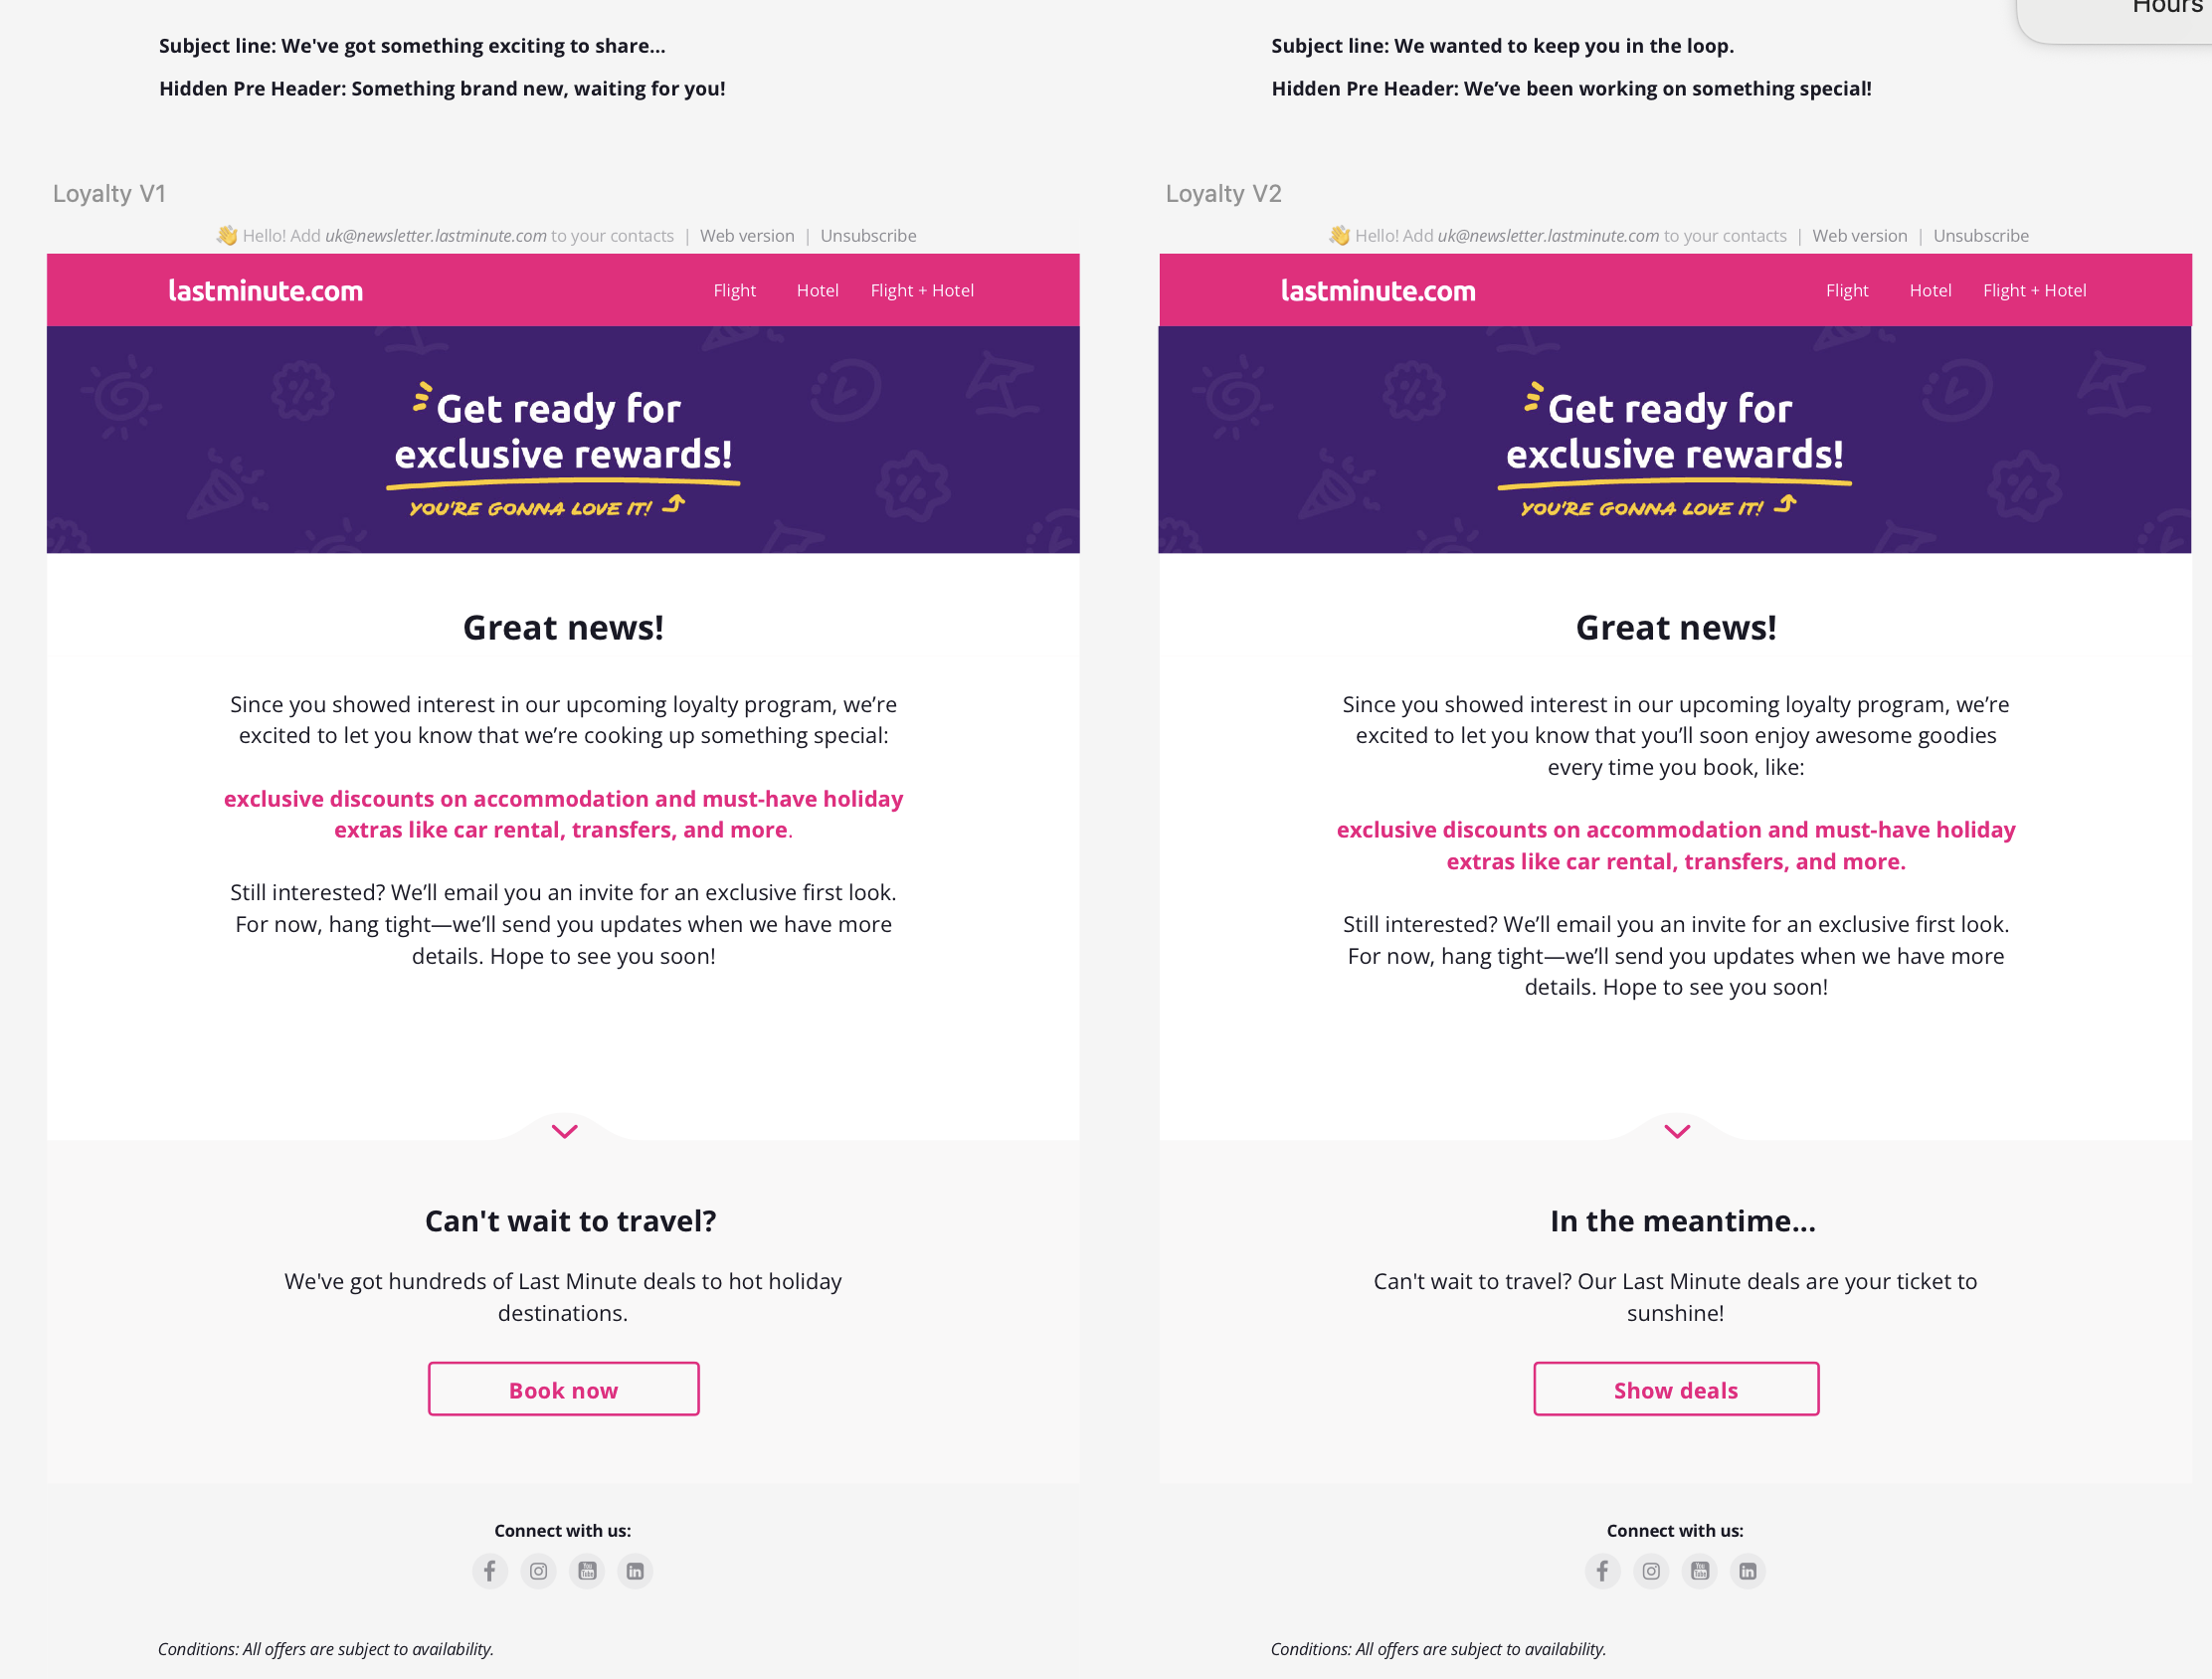 Hours
Subject line: We've got something exciting to share...
Hidden Pre Header: Something brand new, waiting for you!
Loyalty V1
👋 Hello! Add uk@newsletter.lastminute.com to your contacts | Web version | Unsubscribe
lastminute.com Flight Hotel Flight + Hotel
Get ready for
exclusive rewards!
YOU'RE GONNA LOVE IT!
Great news!
Since you showed interest in our upcoming loyalty program, we’re
excited to let you know that we’re cooking up something special:
exclusive discounts on accommodation and must-have holiday
extras like car rental, transfers, and more.
Still interested? We’ll email you an invite for an exclusive first look.
For now, hang tight—we’ll send you updates when we have more
details. Hope to see you soon!
Can't wait to travel?
We've got hundreds of Last Minute deals to hot holiday
destinations.
Book now
Connect with us:
You
Tube
Conditions: All offers are subject to availability.
Subject line: We wanted to keep you in the loop.
Hidden Pre Header: We’ve been working on something special!
Loyalty V2
👋 Hello! Add uk@newsletter.lastminute.com to your contacts | Web version | Unsubscribe
lastminute.com Flight Hotel Flight + Hotel
Get ready for
exclusive rewards!
YOU'RE GONNA LOVE IT!
Great news!
Since you showed interest in our upcoming loyalty program, we’re
excited to let you know that you’ll soon enjoy awesome goodies
every time you book, like:
exclusive discounts on accommodation and must-have holiday
extras like car rental, transfers, and more.
Still interested? We’ll email you an invite for an exclusive first look.
For now, hang tight—we’ll send you updates when we have more
details. Hope to see you soon!
In the meantime...
Can't wait to travel? Our Last Minute deals are your ticket to
sunshine!
Show deals
Connect with us:
You
Tube
Conditions: All offers are subject to availability.